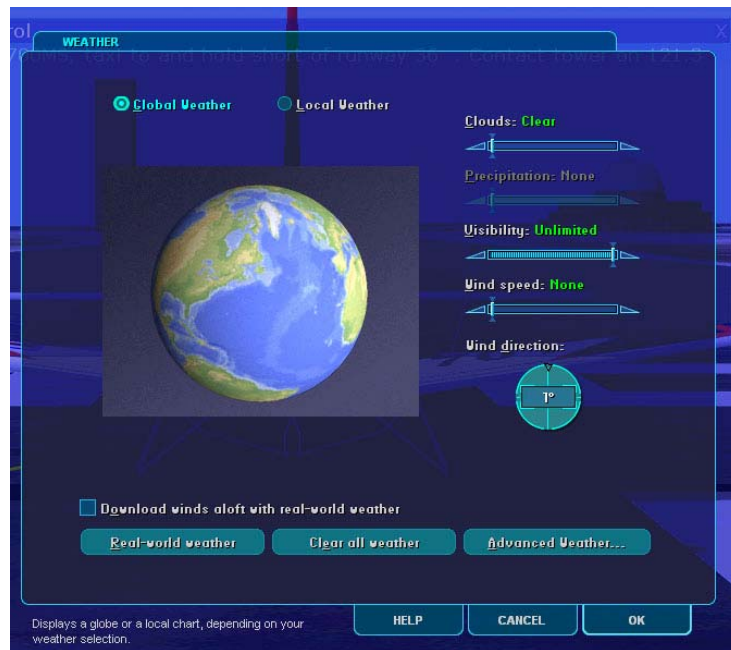 WEATHER
Taxi to and hold short of runway 36... Contact tower on 121.3
Global Weather
Local Weather
Clouds: Clear
Precipitation: None
Visibility: Unlimited
Wind speed: None
Wind direction:
1°
Download winds aloft with real-world weather
Real-world weather
Clear all weather
Advanced Weather...
Displays a globe or a local chart, depending on your
weather selection.
HELP
CANCEL
OK